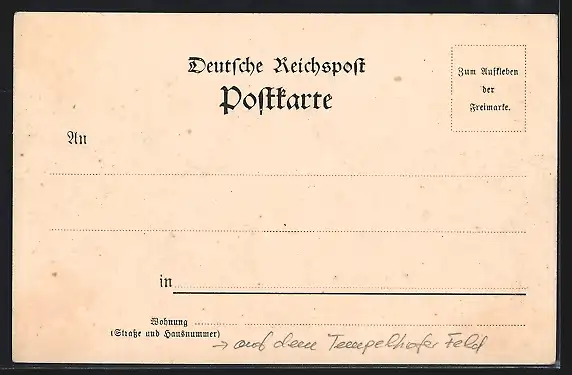 Deutsche Reichspost
Postkarte
Zum Aufkleben
der
Freimarke.
An
in
Wohnung
(Straße und Hausnummer)
→ auf dem Tempelhofer Feld